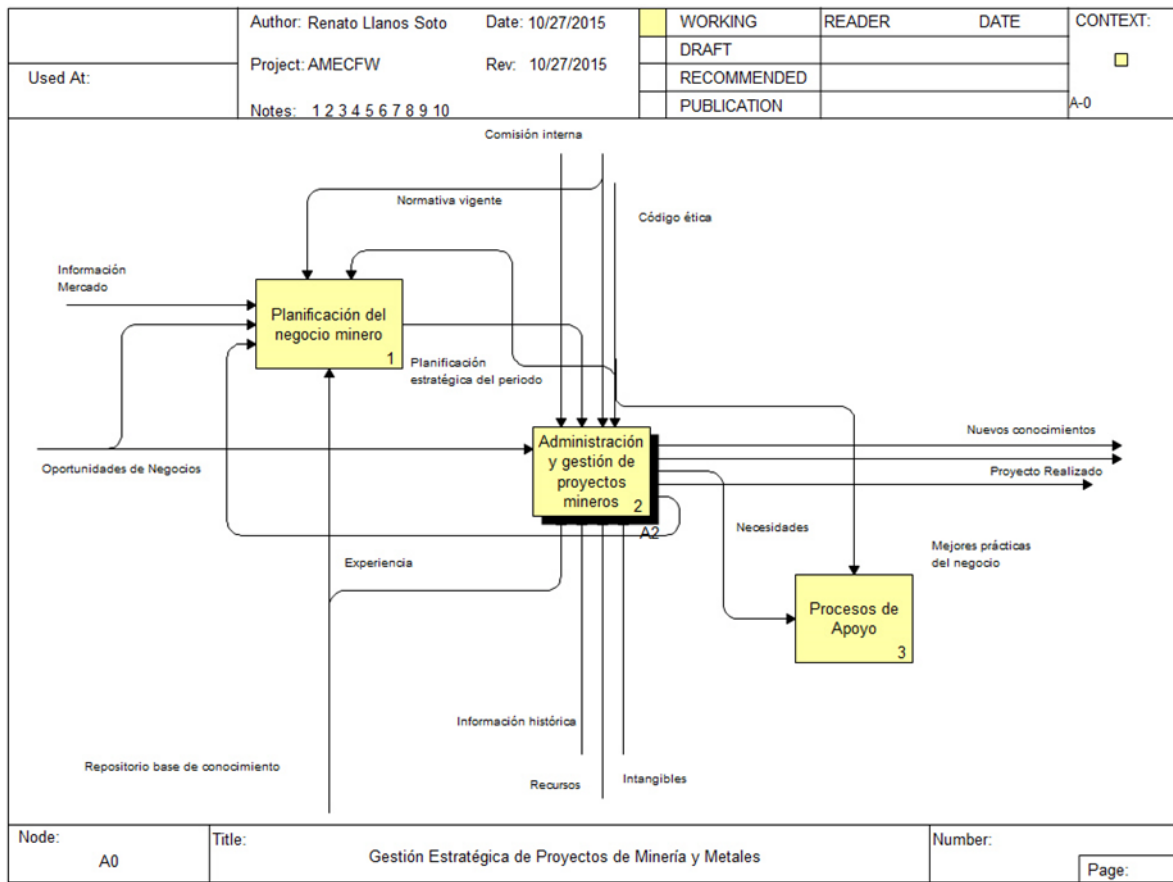 Used At:
Author: Renato Llanos Soto
Date: 10/27/2015
Project: AMECFW
Rev: 10/27/2015
Notes: 1 2 3 4 5 6 7 8 9 10
WORKING
DRAFT
RECOMMENDED
PUBLICATION
READER
DATE
CONTEXT:
A-0
Comisión interna
Normativa vigente
Código ética
Información
Mercado
Planificación del
negocio minero
1
Planificación
estratégica del periodo
Oportunidades de Negocios
Administración
y gestión de
proyectos
mineros
2
A2
Nuevos conocimientos
Proyecto Realizado
Necesidades
Mejores prácticas
del negocio
Experiencia
Procesos de
Apoyo
3
Información histórica
Repositorio base de conocimiento
Recursos
Intangibles
Node:
A0
Title:
Gestión Estratégica de Proyectos de Minería y Metales
Number:
Page: